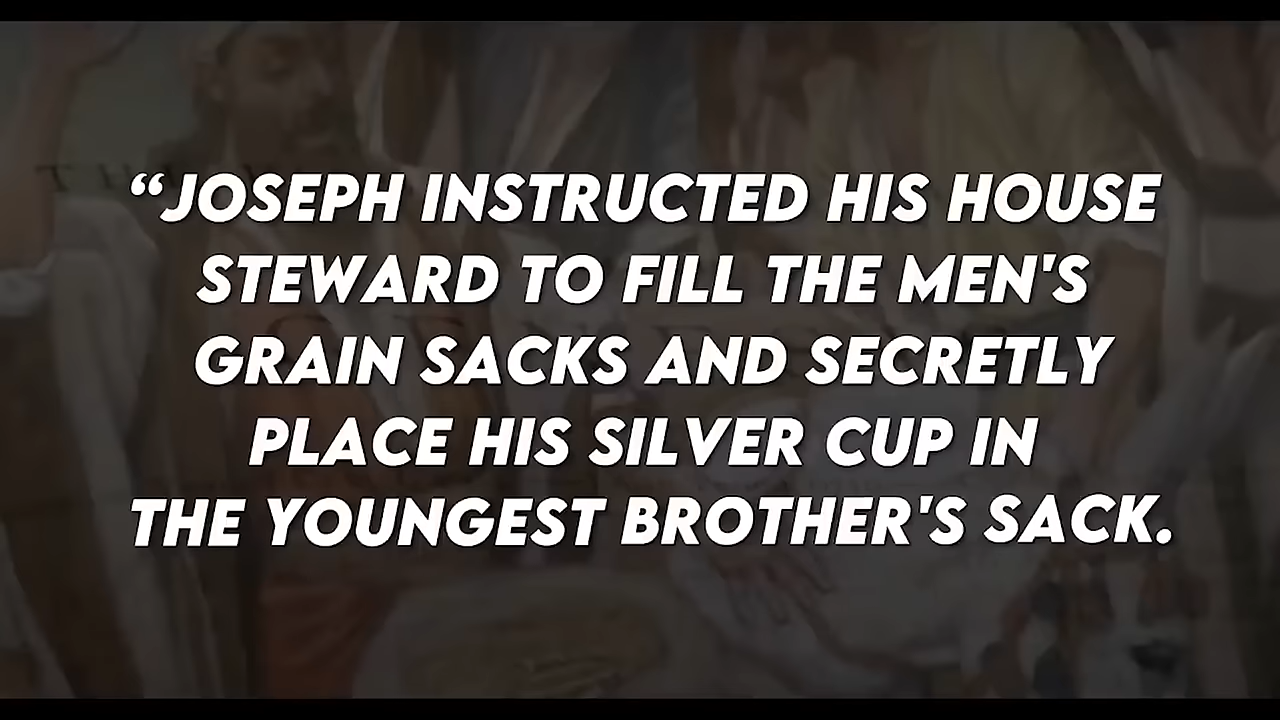 “JOSEPH INSTRUCTED HIS HOUSE
STEWARD TO FILL THE MEN'S
GRAIN SACKS AND SECRETLY
PLACE HIS SILVER CUP IN
THE YOUNGEST BROTHER'S SACK.